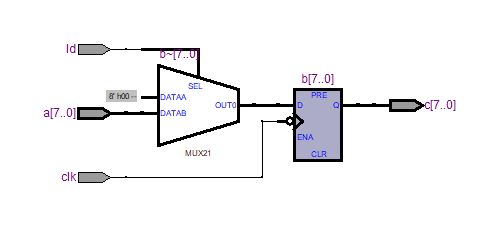 ld
b~[7..0]
SEL
8' h00
DATAA
a[7..0]
DATAB
OUT0
MUX21
b[7..0]
PRE
D
Q
ENA
CLR
c[7..0]
clk